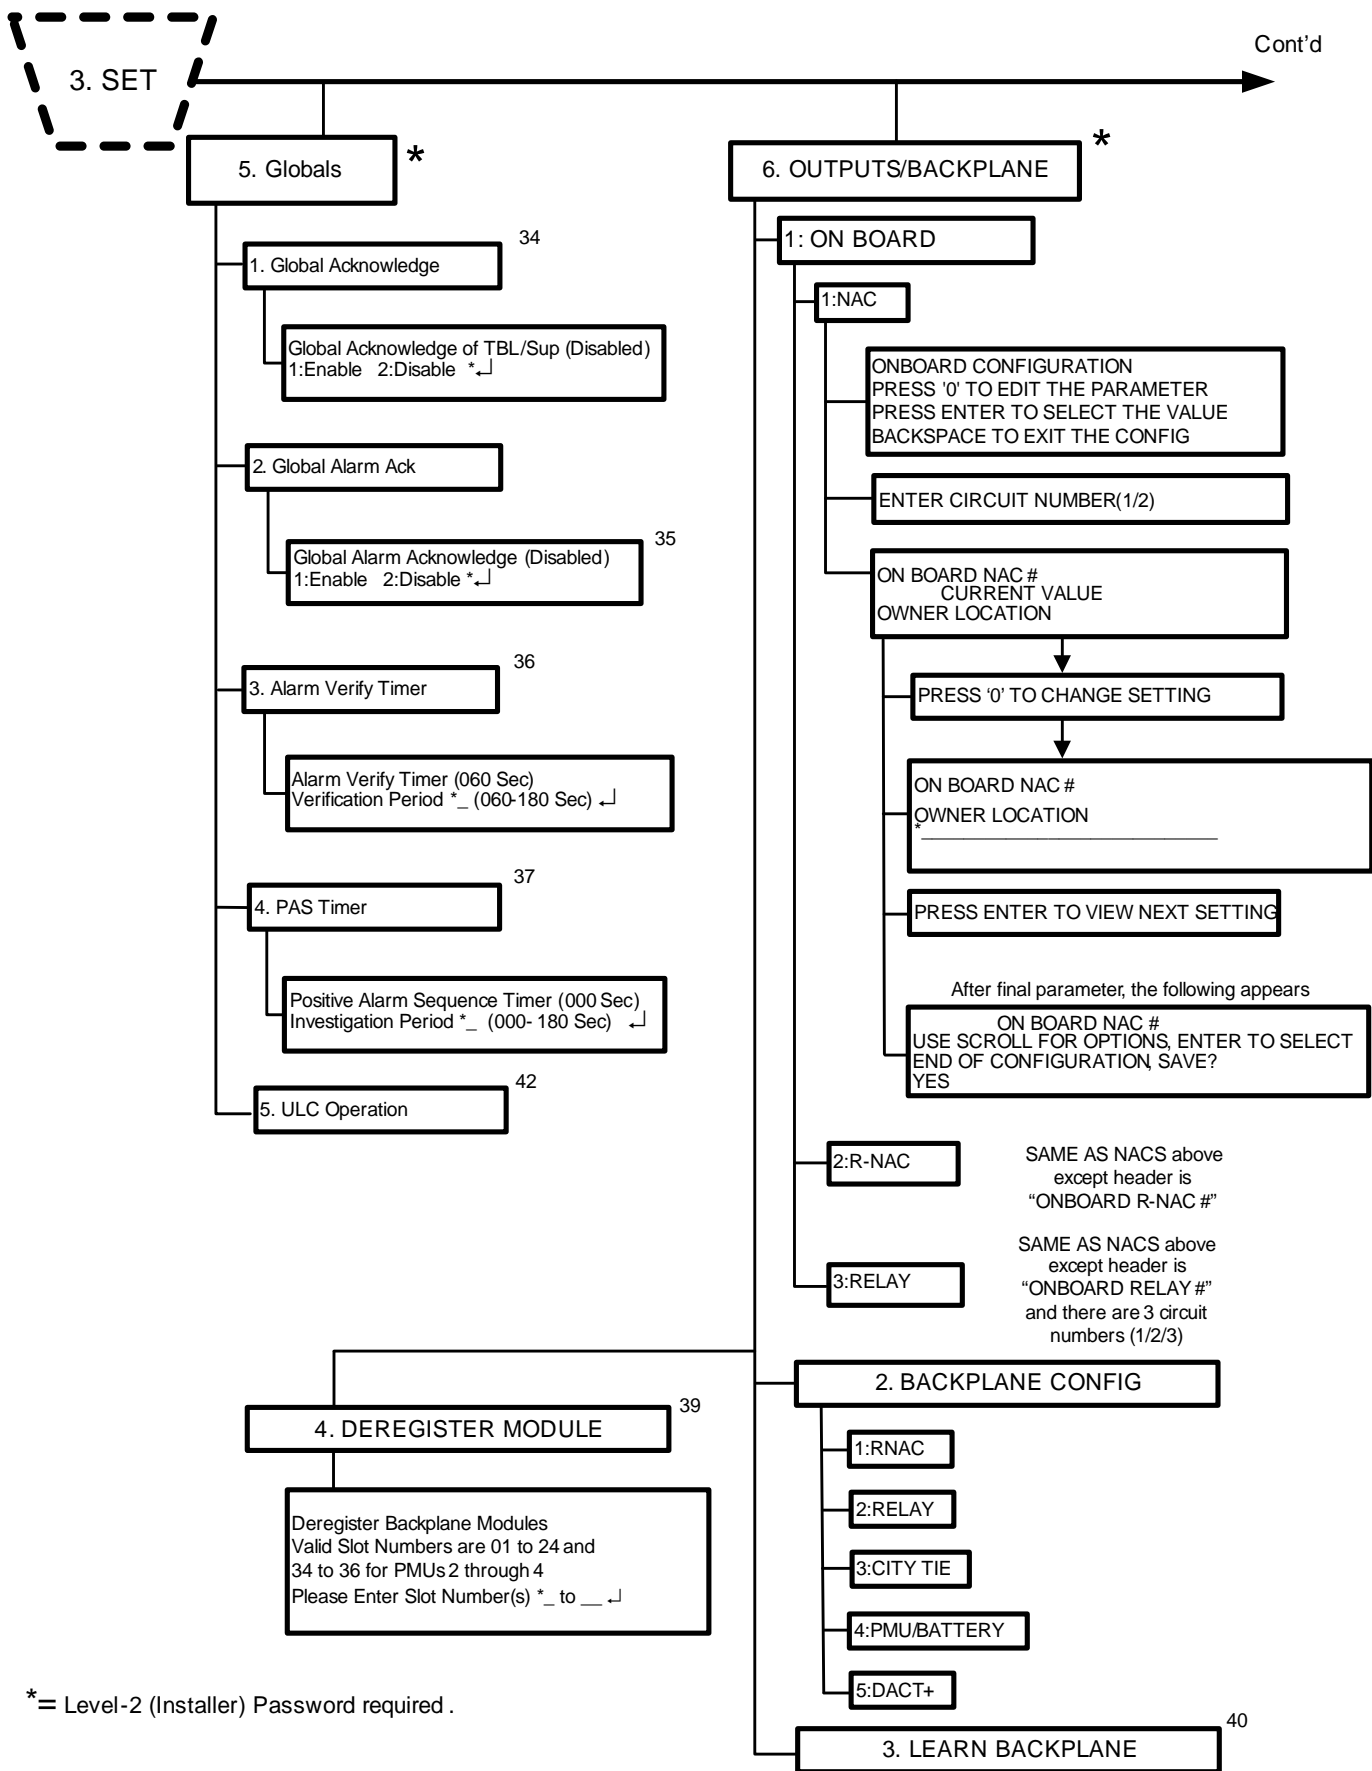 Cont'd
3. SET
5. Globals
*
6. OUTPUTS/BACKPLANE
*
34
1. Global Acknowledge
Global Acknowledge of TBL/Sup (Disabled)
1:Enable 2:Disable *↵
2. Global Alarm Ack
35
Global Alarm Acknowledge (Disabled)
1:Enable 2:Disable *↵
36
3. Alarm Verify Timer
Alarm Verify Timer (060 Sec)
Verification Period *_ (060-180 Sec) ↵
37
4. PAS Timer
Positive Alarm Sequence Timer (000 Sec)
Investigation Period *_ (000- 180 Sec) ↵
42
5. ULC Operation
1: ON BOARD
1:NAC
ONBOARD CONFIGURATION
PRESS '0' TO EDIT THE PARAMETER
PRESS ENTER TO SELECT THE VALUE
BACKSPACE TO EXIT THE CONFIG
ENTER CIRCUIT NUMBER(1/2)
ON BOARD NAC #
CURRENT VALUE
OWNER LOCATION
PRESS ‘0’ TO CHANGE SETTING
ON BOARD NAC #
OWNER LOCATION
*______________________________
PRESS ENTER TO VIEW NEXT SETTING
After final parameter, the following appears
ON BOARD NAC #
USE SCROLL FOR OPTIONS, ENTER TO SELECT
END OF CONFIGURATION, SAVE?
YES
2:R-NAC
SAME AS NACS above
except header is
“ONBOARD R-NAC #”
3:RELAY
SAME AS NACS above
except header is
“ONBOARD RELAY #”
and there are 3 circuit
numbers (1/2/3)
39
4. DEREGISTER MODULE
Deregister Backplane Modules
Valid Slot Numbers are 01 to 24 and
34 to 36 for PMUs 2 through 4
Please Enter Slot Number(s) *_ to __ ↵
2. BACKPLANE CONFIG
1:RNAC
2:RELAY
3:CITY TIE
4:PMU/BATTERY
5:DACT+
40
3. LEARN BACKPLANE
*= Level-2 (Installer) Password required .